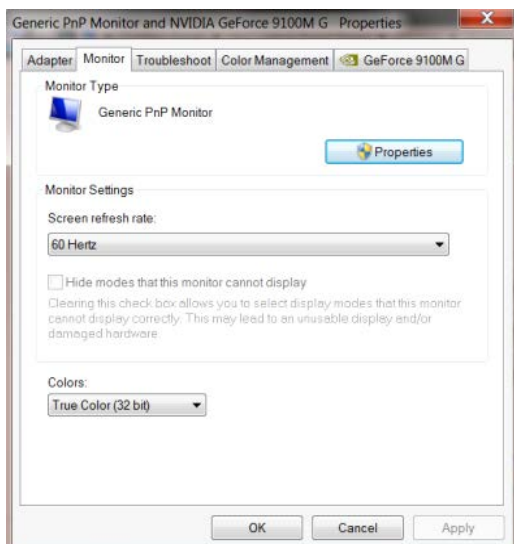 Generic PnP Monitor and NVIDIA GeForce 9100M G Properties
Adapter Monitor Troubleshoot Color Management GeForce 9100M G
Monitor Type
Generic PnP Monitor
Properties
Monitor Settings
Screen refresh rate:
60 Hertz
Hide modes that this monitor cannot display
Clearing this check box allows you to select display modes that this monitor
cannot display correctly. This may lead to an unusable display and/or
damaged hardware.
Colors:
True Color (32 bit)
OK Cancel Apply